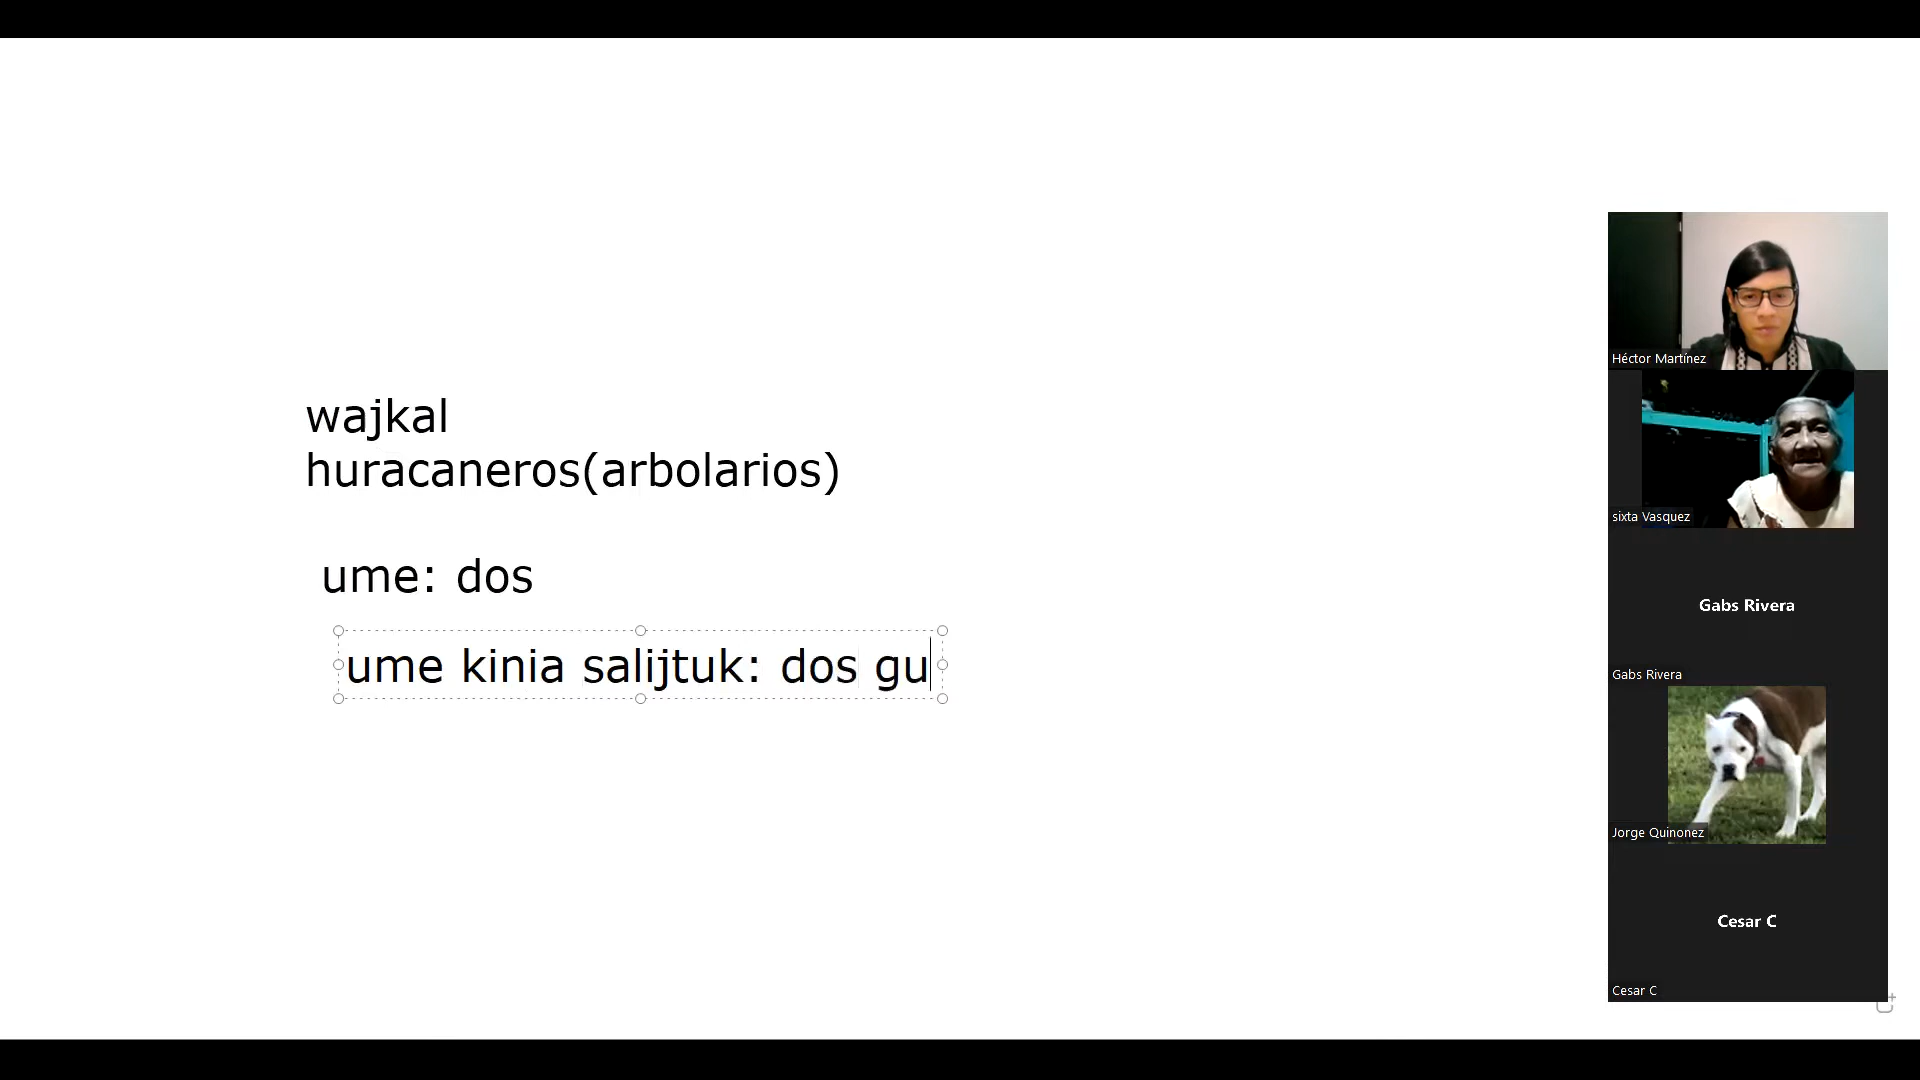 wajkal
huracaneros(arbolarios)
ume: dos
ume kinia salijtuk: dos gu
Héctor Martínez
sixta Vasquez
Gabs Rivera
Gabs Rivera
Jorge Quinonez
Cesar C
Cesar C